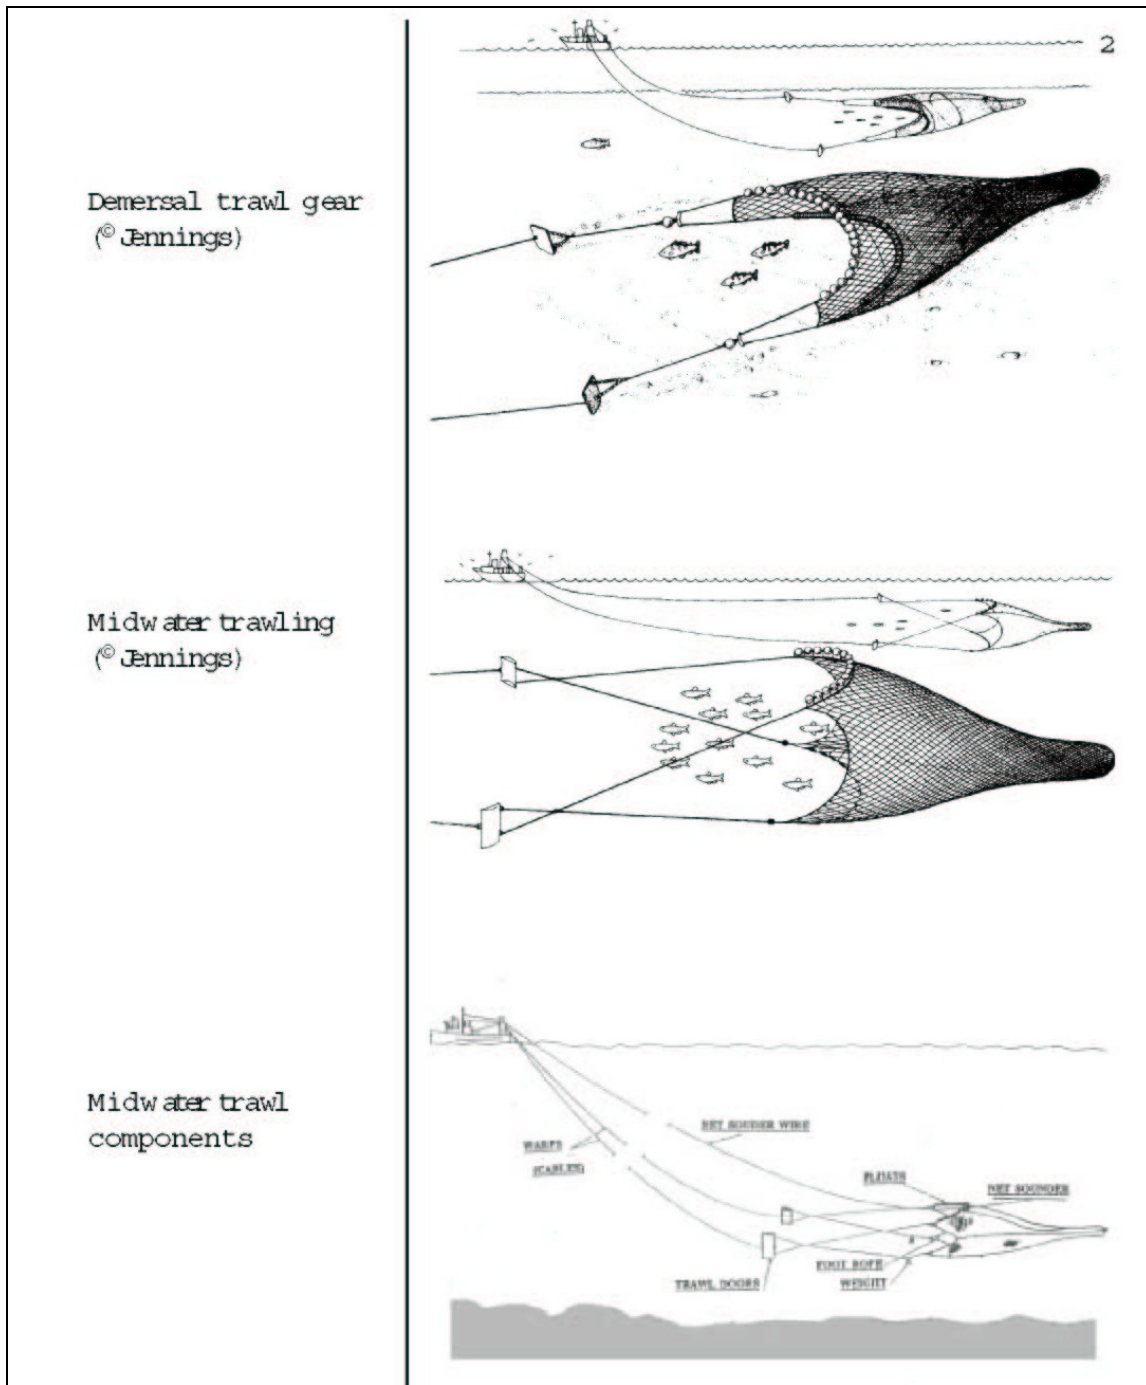 2
Demersal trawl gear
(© Jennings)
Midwater trawling
(© Jennings)
Midwater trawl
components
NET SOUDER WIRE
WARPS
(CABLES)
FLOATS
NET SOUNDER
FOOT ROPE
TRAWL DOORS
WEIGHT